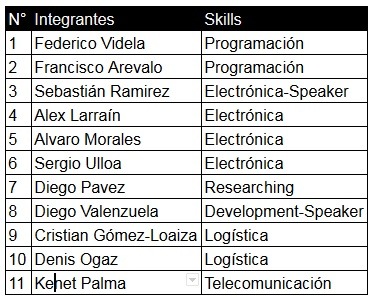 N° Integrantes Skills
1 Federico Videla Programación
2 Francisco Arevalo Programación
3 Sebastián Ramirez Electrónica-Speaker
4 Alex Larraín Electrónica
5 Alvaro Morales Electrónica
6 Sergio Ulloa Electrónica
7 Diego Pavez Researching
8 Diego Valenzuela Development-Speaker
9 Cristian Gómez-Loaiza Logística
10 Denis Ogaz Logística
11 Kenet Palma Telecomunicación